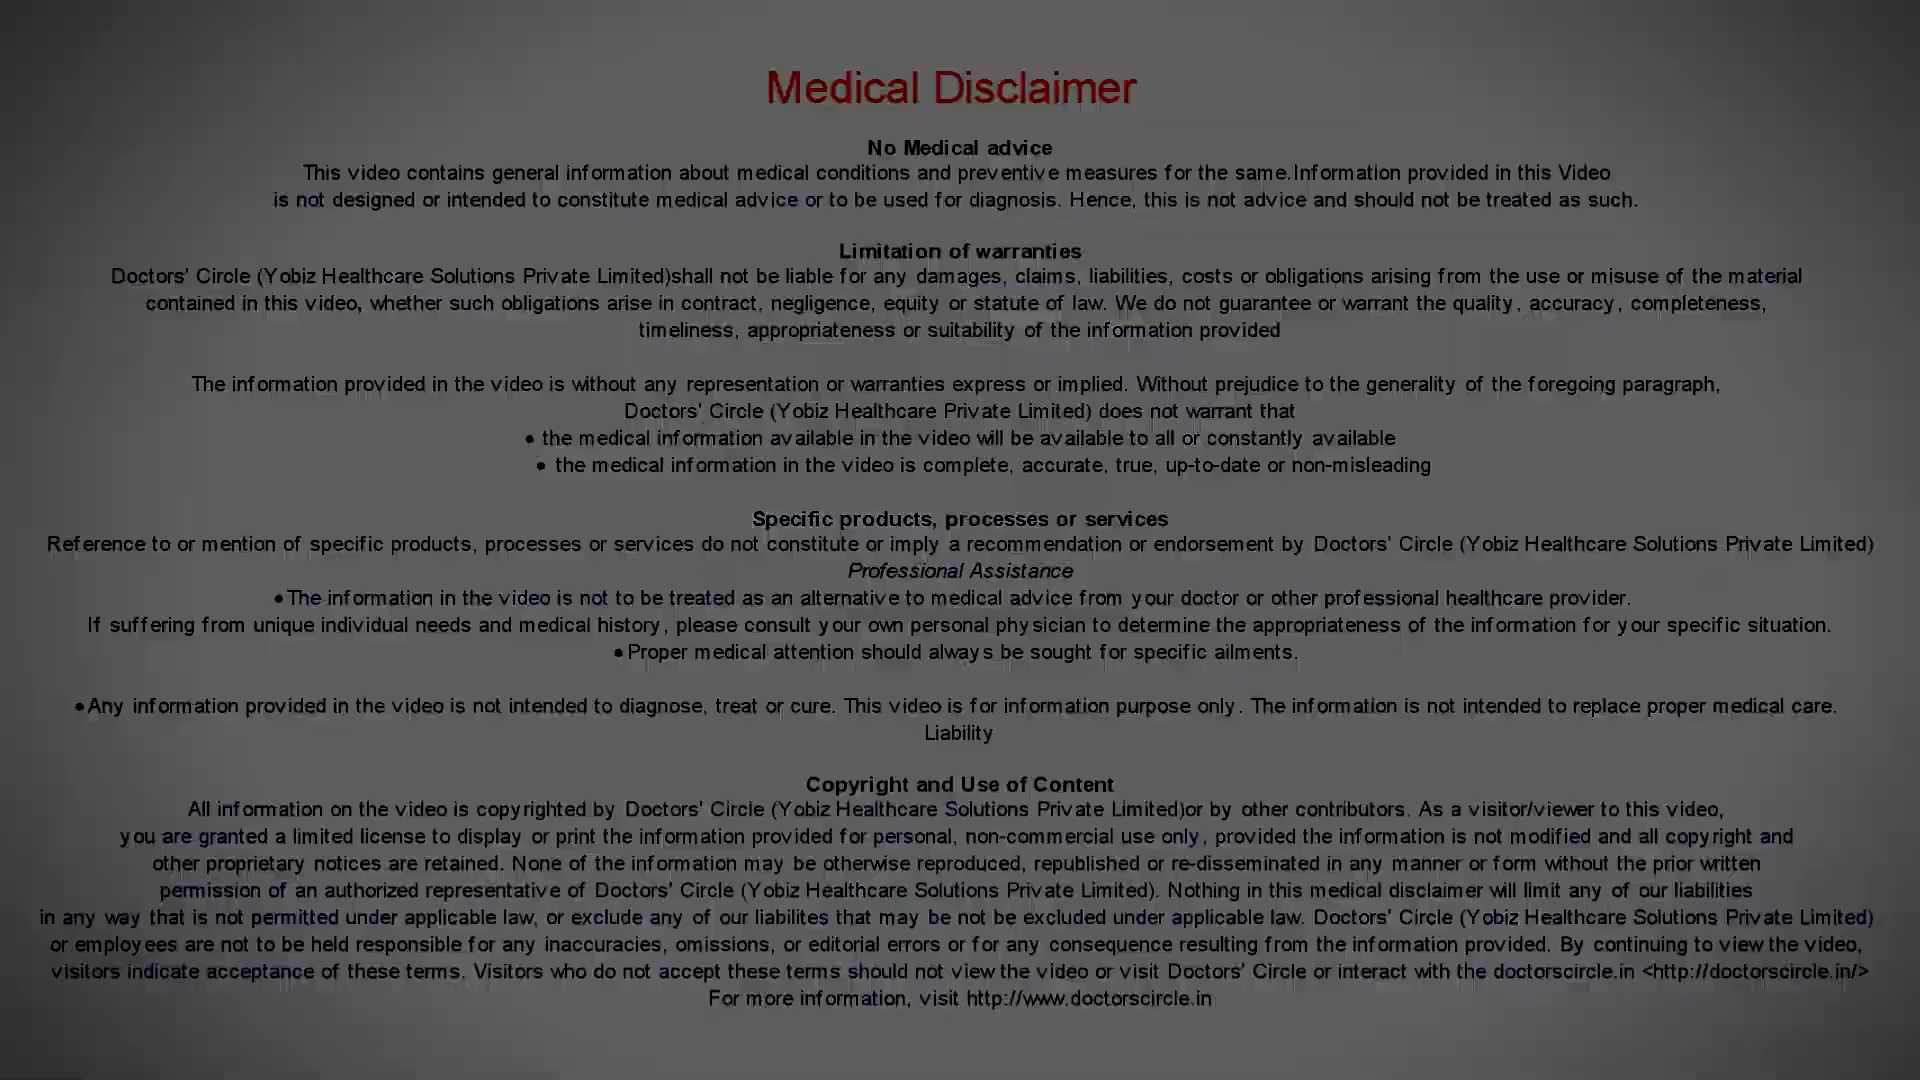 Medical Disclaimer
No Medical advice
This video contains general information about medical conditions and preventive measures for the same.Information provided in this Video
is not designed or intended to constitute medical advice or to be used for diagnosis. Hence, this is not advice and should not be treated as such.
Limitation of warranties
Doctors' Circle (Yobiz Healthcare Solutions Private Limited)shall not be liable for any damages, claims, liabilities, costs or obligations arising from the use or misuse of the material
contained in this video, whether such obligations arise in contract, negligence, equity or statute of law. We do not guarantee or warrant the quality, accuracy, completeness,
timeliness, appropriateness or suitability of the information provided
The information provided in the video is without any representation or warranties express or implied. Without prejudice to the generality of the foregoing paragraph,
Doctors' Circle (Yobiz Healthcare Private Limited) does not warrant that
• the medical information available in the video will be available to all or constantly available
• the medical information in the video is complete, accurate, true, up-to-date or non-misleading
Specific products, processes or services
Reference to or mention of specific products, processes or services do not constitute or imply a recommendation or endorsement by Doctors' Circle (Yobiz Healthcare Solutions Private Limited)
Professional Assistance
•The information in the video is not to be treated as an alternative to medical advice from your doctor or other professional healthcare provider.
If suffering from unique individual needs and medical history, please consult your own personal physician to determine the appropriateness of the information for your specific situation.
•Proper medical attention should always be sought for specific ailments.
•Any information provided in the video is not intended to diagnose, treat or cure. This video is for information purpose only. The information is not intended to replace proper medical care.
Liability
Copyright and Use of Content
All information on the video is copyrighted by Doctors' Circle (Yobiz Healthcare Solutions Private Limited)or by other contributors. As a visitor/viewer to this video,
you are granted a limited license to display or print the information provided for personal, non-commercial use only, provided the information is not modified and all copyright and
other proprietary notices are retained. None of the information may be otherwise reproduced, republished or re-disseminated in any manner or form without the prior written
permission of an authorized representative of Doctors' Circle (Yobiz Healthcare Solutions Private Limited). Nothing in this medical disclaimer will limit any of our liabilities
in any way that is not permitted under applicable law, or exclude any of our liabilites that may be not be excluded under applicable law. Doctors' Circle (Yobiz Healthcare Solutions Private Limited)
or employees are not to be held responsible for any inaccuracies, omissions, or editorial errors or for any consequence resulting from the information provided. By continuing to view the video,
visitors indicate acceptance of these terms. Visitors who do not accept these terms should not view the video or visit Doctors' Circle or interact with the doctorscircle.in <http://doctorscircle.in/>
For more information, visit http://www.doctorscircle.in